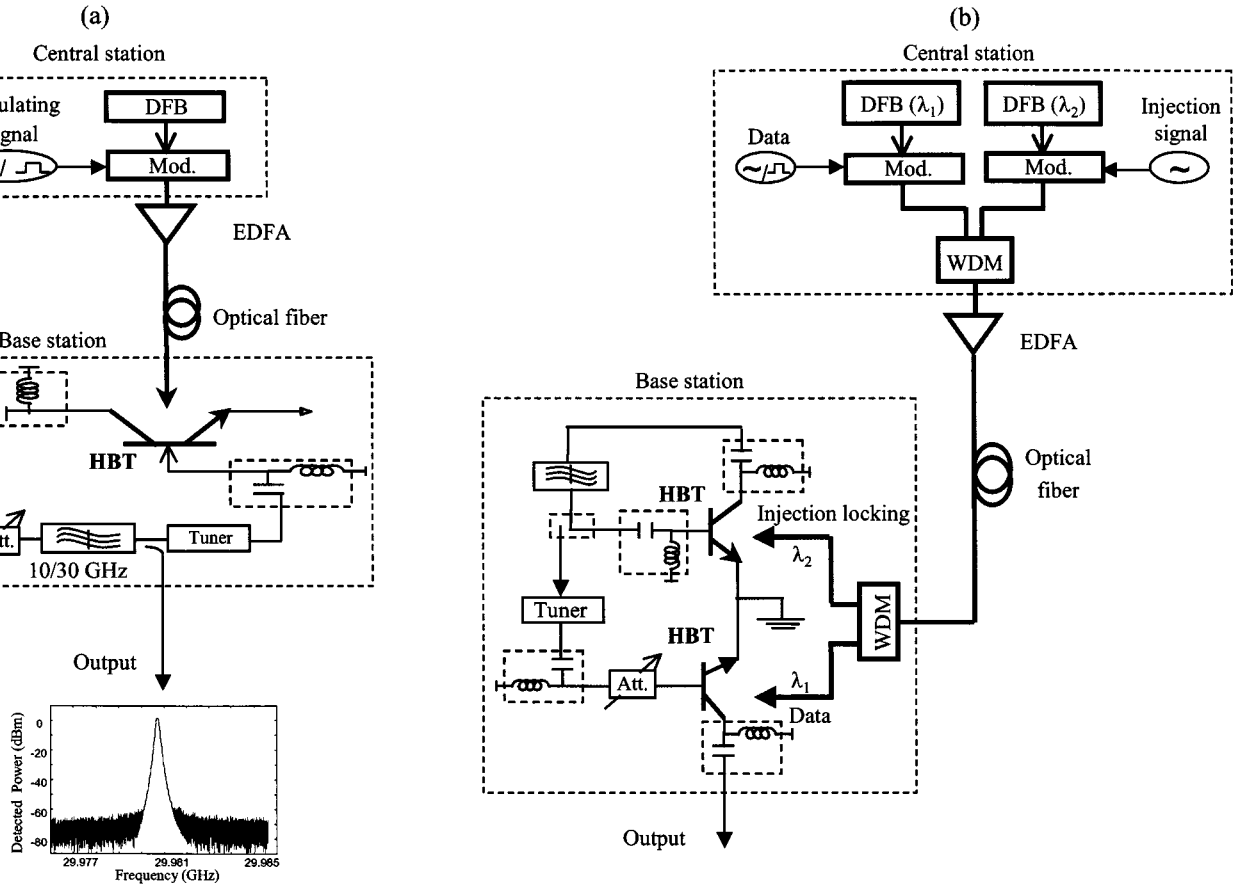 (a)
Central station
DFB
ulating
gnal
Mod.
EDFA
Optical fiber
Base station
HBT
tt.
Tuner
10/30 GHz
Output
Detected Power (dBm)
0
-20
-40
-60
-80
29.977
29.981
29.985
Frequency (GHz)
(b)
Central station
DFB (λ1)
DFB (λ2)
Data
Injection
signal
~/
Mod.
Mod.
~
WDM
EDFA
Optical
fiber
Base station
HBT
Injection locking
λ2
Tuner
HBT
WDM
Att.
λ1
Data
Output